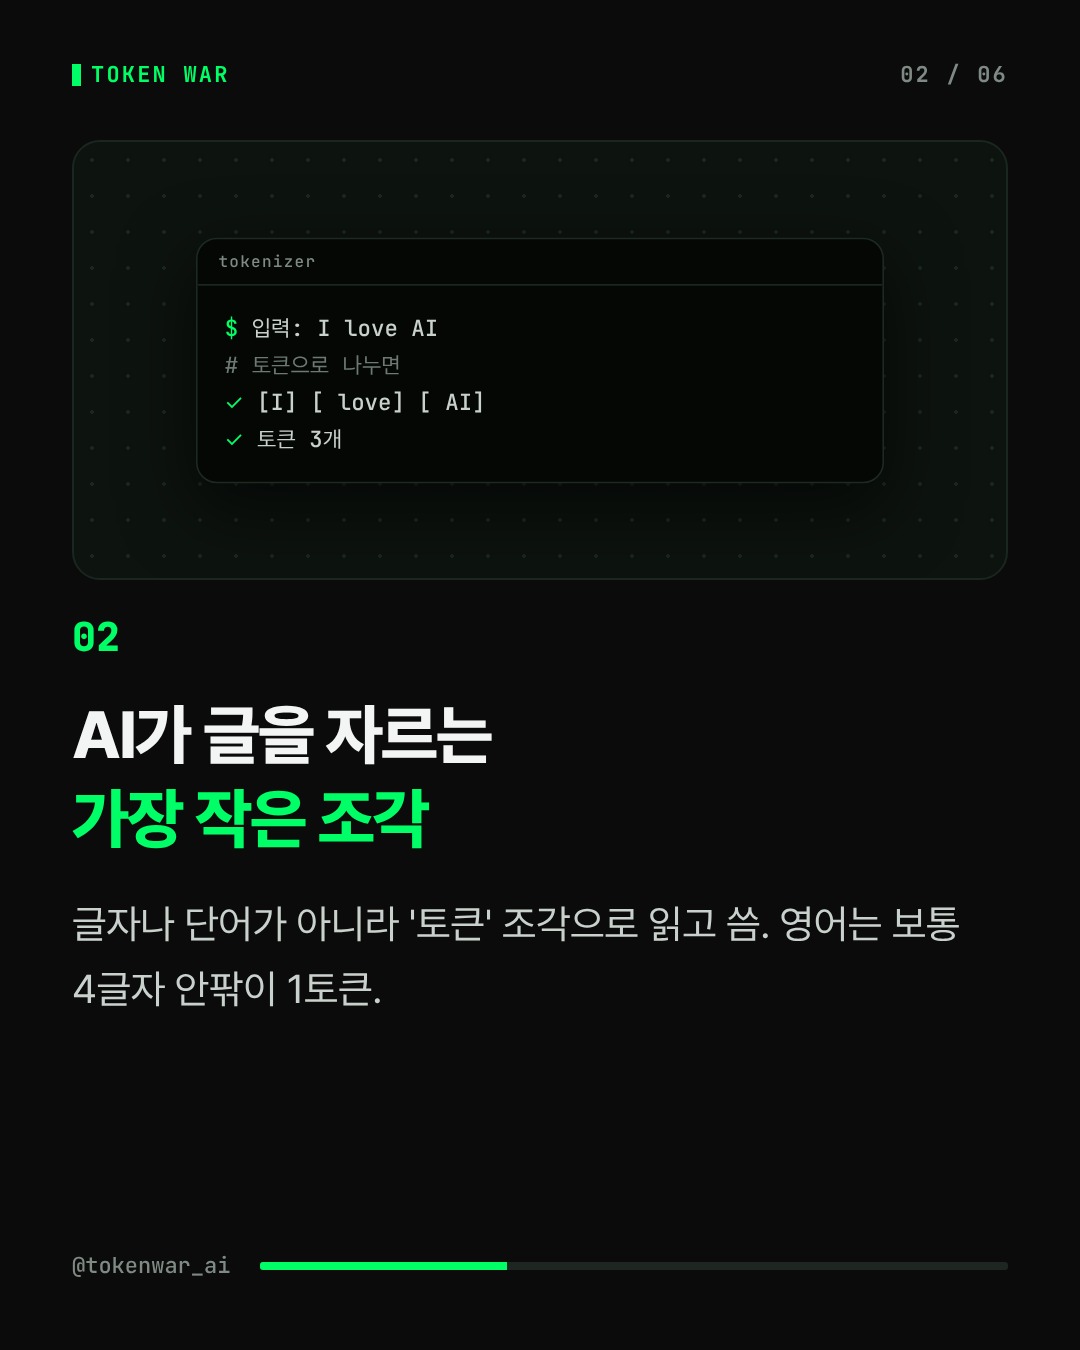 TOKEN WAR
02 / 06
tokenizer
$ 입력: I love AI
# 토큰으로 나누면
✓ [I] [ love] [ AI]
✓ 토큰 3개
02
AI가 글을 자르는
가장 작은 조각
글자나 단어가 아니라 '토큰' 조각으로 읽고 씀. 영어는 보통
4글자 안팎이 1토큰.
@tokenwar_ai